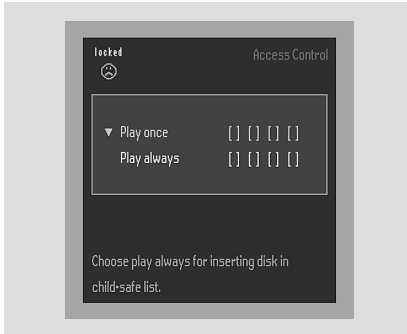 locked
Access Control
▼ Play once [ ] [ ] [ ] [ ]
Play always [ ] [ ] [ ] [ ]
Choose play always for inserting disk in
child-safe list.